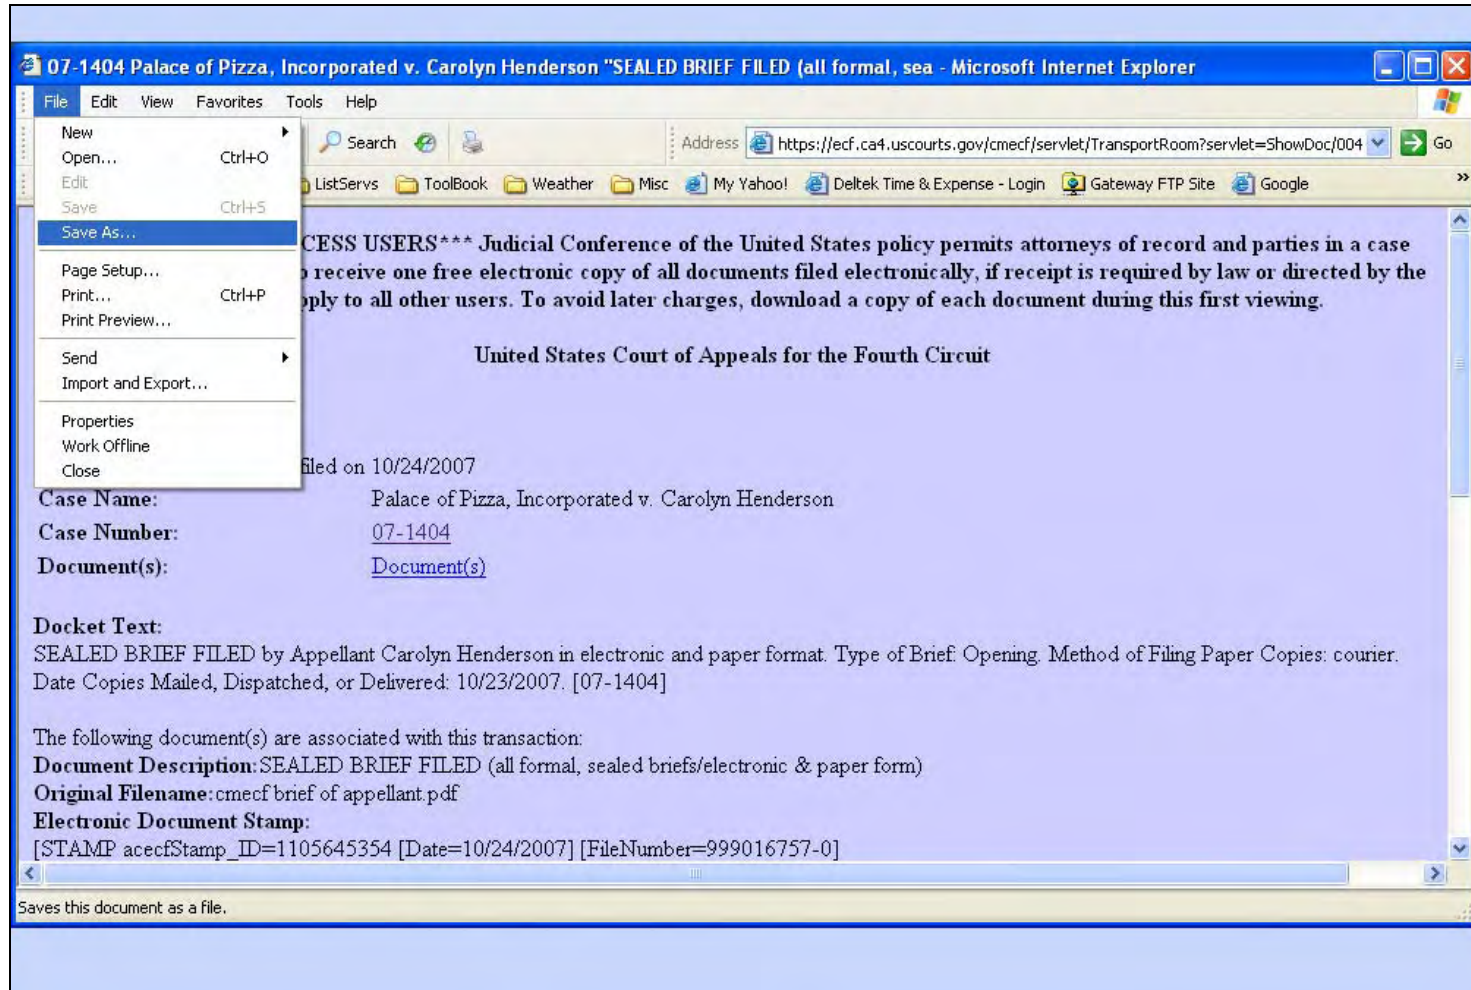 07-1404 Palace of Pizza, Incorporated v. Carolyn Henderson "SEALED BRIEF FILED (all formal, sea - Microsoft Internet Explorer
File Edit View Favorites Tools Help
Search Address https://ecf.ca4.uscourts.gov/cmecf/servlet/TransportRoom?servlet=ShowDoc/004 Go
ListServs ToolBook Weather Misc My Yahoo! Deltek Time & Expense - Login Gateway FTP Site Google »
New
Open... Ctrl+O
Edit
Save Ctrl+S
Save As...
Page Setup...
Print... Ctrl+P
Print Preview...
Send
Import and Export...
Properties
Work Offline
Close
CESS USERS*** Judicial Conference of the United States policy permits attorneys of record and parties in a case
receive one free electronic copy of all documents filed electronically, if receipt is required by law or directed by the
pply to all other users. To avoid later charges, download a copy of each document during this first viewing.
United States Court of Appeals for the Fourth Circuit
filed on 10/24/2007
Case Name: Palace of Pizza, Incorporated v. Carolyn Henderson
Case Number: 07-1404
Document(s): Document(s)
Docket Text:
SEALED BRIEF FILED by Appellant Carolyn Henderson in electronic and paper format. Type of Brief: Opening. Method of Filing Paper Copies: courier.
Date Copies Mailed, Dispatched, or Delivered: 10/23/2007. [07-1404]
The following document(s) are associated with this transaction:
Document Description:SEALED BRIEF FILED (all formal, sealed briefs/electronic & paper form)
Original Filename:cmecf brief of appellant.pdf
Electronic Document Stamp:
[STAMP acecfStamp_ID=1105645354 [Date=10/24/2007] [FileNumber=999016757-0]
Saves this document as a file.